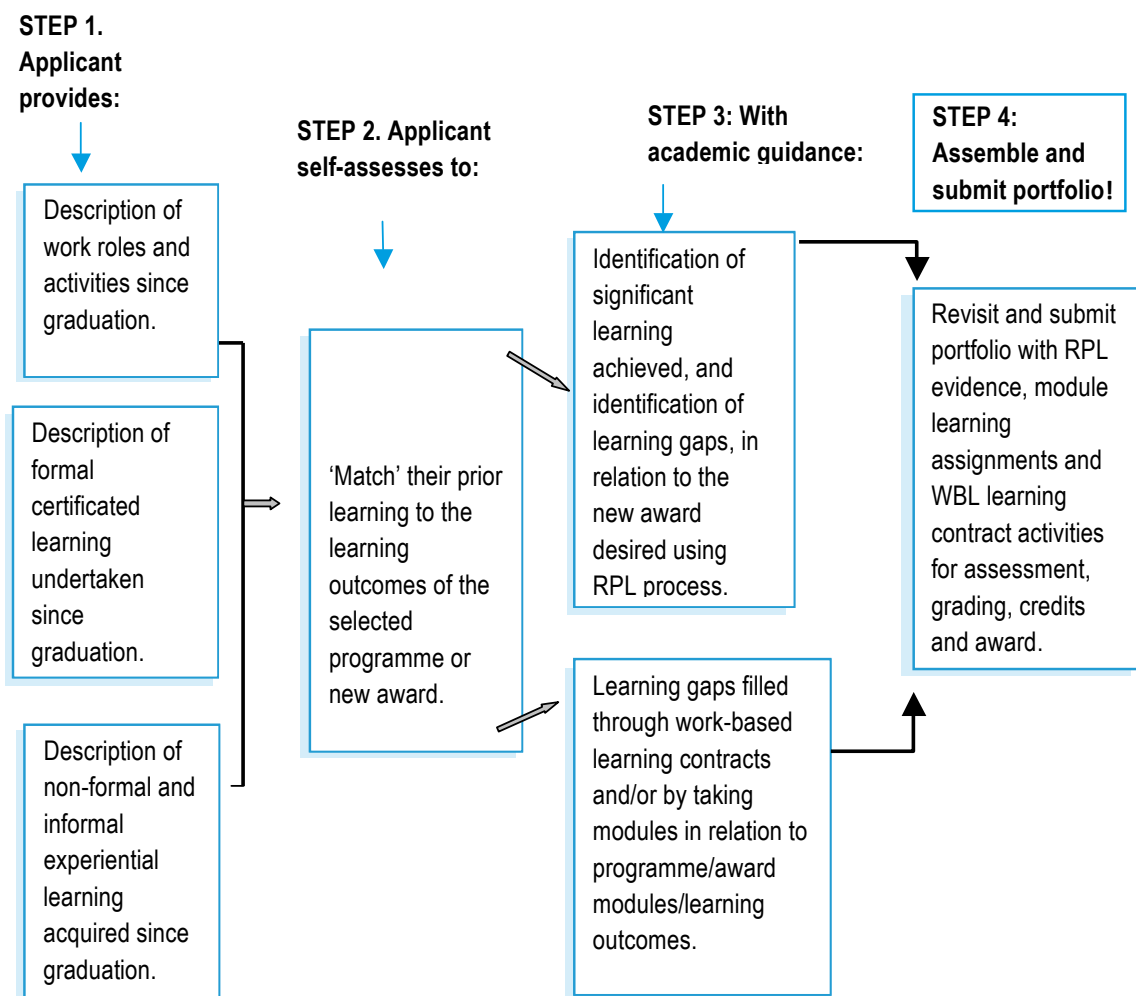 STEP 1.
Applicant
provides:
Description of
work roles and
activities since
graduation.
Description of
formal
certificated
learning
undertaken
since
graduation.
Description of
non-formal and
informal
experiential
learning
acquired since
graduation.
STEP 2. Applicant
self-assesses to:
‘Match’ their prior
learning to the
learning
outcomes of the
selected
programme or
new award.
STEP 3: With
academic guidance:
Identification of
significant
learning
achieved, and
identification of
learning gaps, in
relation to the
new award
desired using
RPL process.
Learning gaps filled
through work-based
learning contracts
and/or by taking
modules in relation to
programme/award
modules/learning
outcomes.
STEP 4:
Assemble and
submit portfolio!
Revisit and submit
portfolio with RPL
evidence, module
learning
assignments and
WBL learning
contract activities
for assessment,
grading, credits
and award.